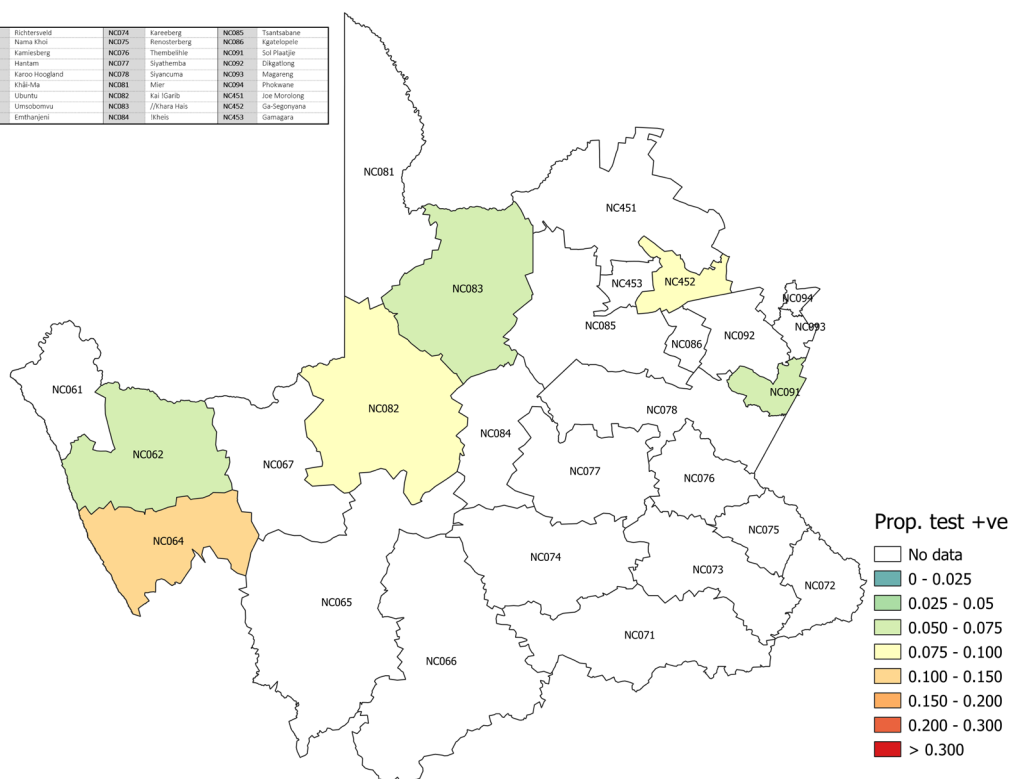 Richtersveld NC074 Kareeberg NC085 Tsantsabane
Nama Khoi NC075 Renosterberg NC086 Kgatelopele
Kamiesberg NC076 Thembelihle NC091 Sol Plaatjie
Hantam NC077 Siyathemba NC092 Dikgatlong
Karoo Hoogland NC078 Siyancuma NC093 Magareng
Khâi-Ma NC081 Mier NC094 Phokwane
Ubuntu NC082 Kai !Garib NC451 Joe Morolong
Umsobomvu NC083 //Khara Hais NC452 Ga-Segonyana
Emthanjeni NC084 !Kheis NC453 Gamagara
NC081
NC451
NC083
NC453
NC452
NC094
NC085
NC093
NC092
NC086
NC061
NC091
NC082
NC078
NC084
NC062
NC067
NC077
NC076
NC075
NC064
NC074
NC073
NC072
NC065
NC071
NC066
Prop. test +ve
No data
0 - 0.025
0.025 - 0.05
0.050 - 0.075
0.075 - 0.100
0.100 - 0.150
0.150 - 0.200
0.200 - 0.300
> 0.300